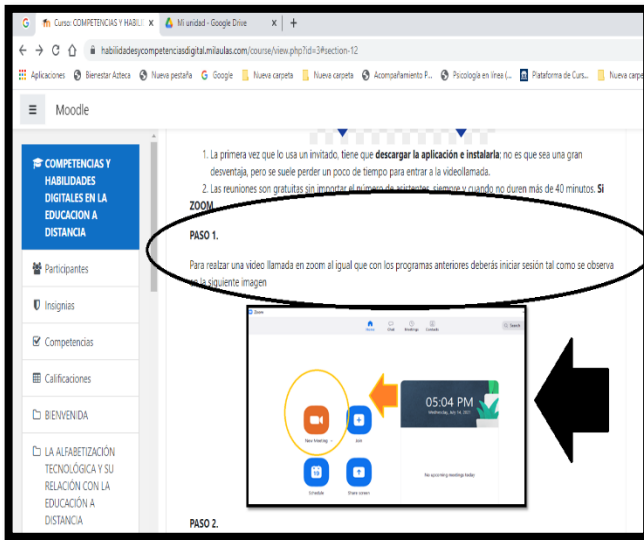 Curso: COMPETENCIAS Y HABILI
Mi unidad - Google Drive
habilidadesycompetenciasdigital.milaulas.com/course/view.php?id=3#section-12
Aplicaciones
Bienestar Azteca
Nueva pestaña
Google
Nueva carpeta
Nueva carpeta
Acompañamiento P...
Psicología en línea (...
Plataforma de Curs...
Nueva carpe
Moodle
COMPETENCIAS Y
HABILIDADES
DIGITALES EN LA
EDUCACION A
DISTANCIA
Participantes
Insignias
Competencias
Calificaciones
BIENVENIDA
LA ALFABETIZACIÓN
TECNOLÓGICA Y SU
RELACIÓN CON LA
EDUCACIÓN A
DISTANCIA
1. La primera vez que lo usa un invitado, tiene que descargar la aplicación e instalarla: no es que sea una gran
desventaja, pero se suele perder un poco de tiempo para entrar a la videollamada.
2. Las reuniones son gratuitas sin importar el número de asistentes, siempre y cuando no duren más de 40 minutos. Si
ZOOM
PASO 1.
Para realzar una video llamada en zoom al igual que con los programas anteriores deberás iniciar sesión tal como se observa
en la siguiente imagen
Zoom
Home
Chat
Meetings
Contacts
Search
New Meeting
Join
Schedule
Share screen
05:04 PM
Wednesday, July 14, 2021
No upcoming meetings today
PASO 2.